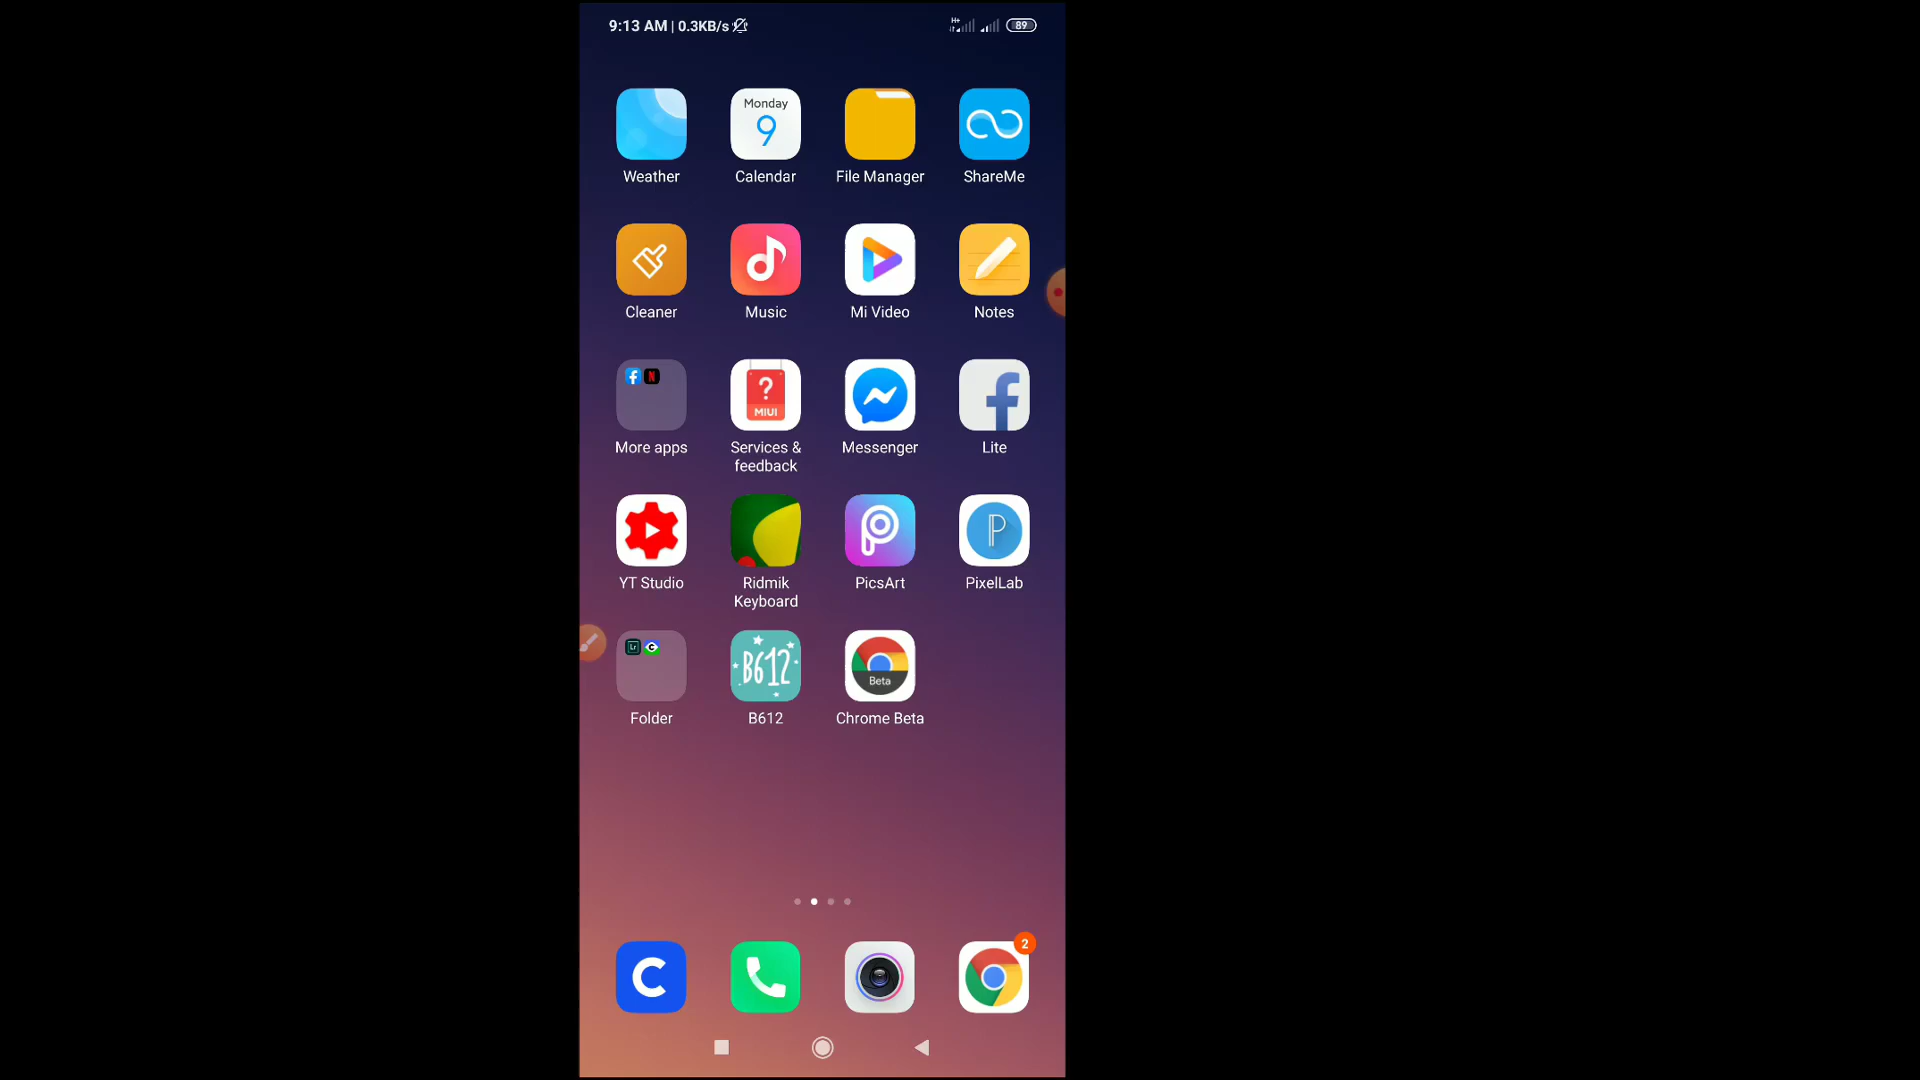 9:13 AM | 0.3KB/s
H+
89
Monday
9
Weather
Calendar
File Manager
ShareMe
Cleaner
Music
Mi Video
Notes
?
MIUI
More apps
Services &
feedback
Messenger
Lite
YT Studio
Ridmik
Keyboard
PicsArt
PixelLab
Lr
B612
Beta
Folder
B612
Chrome Beta
2